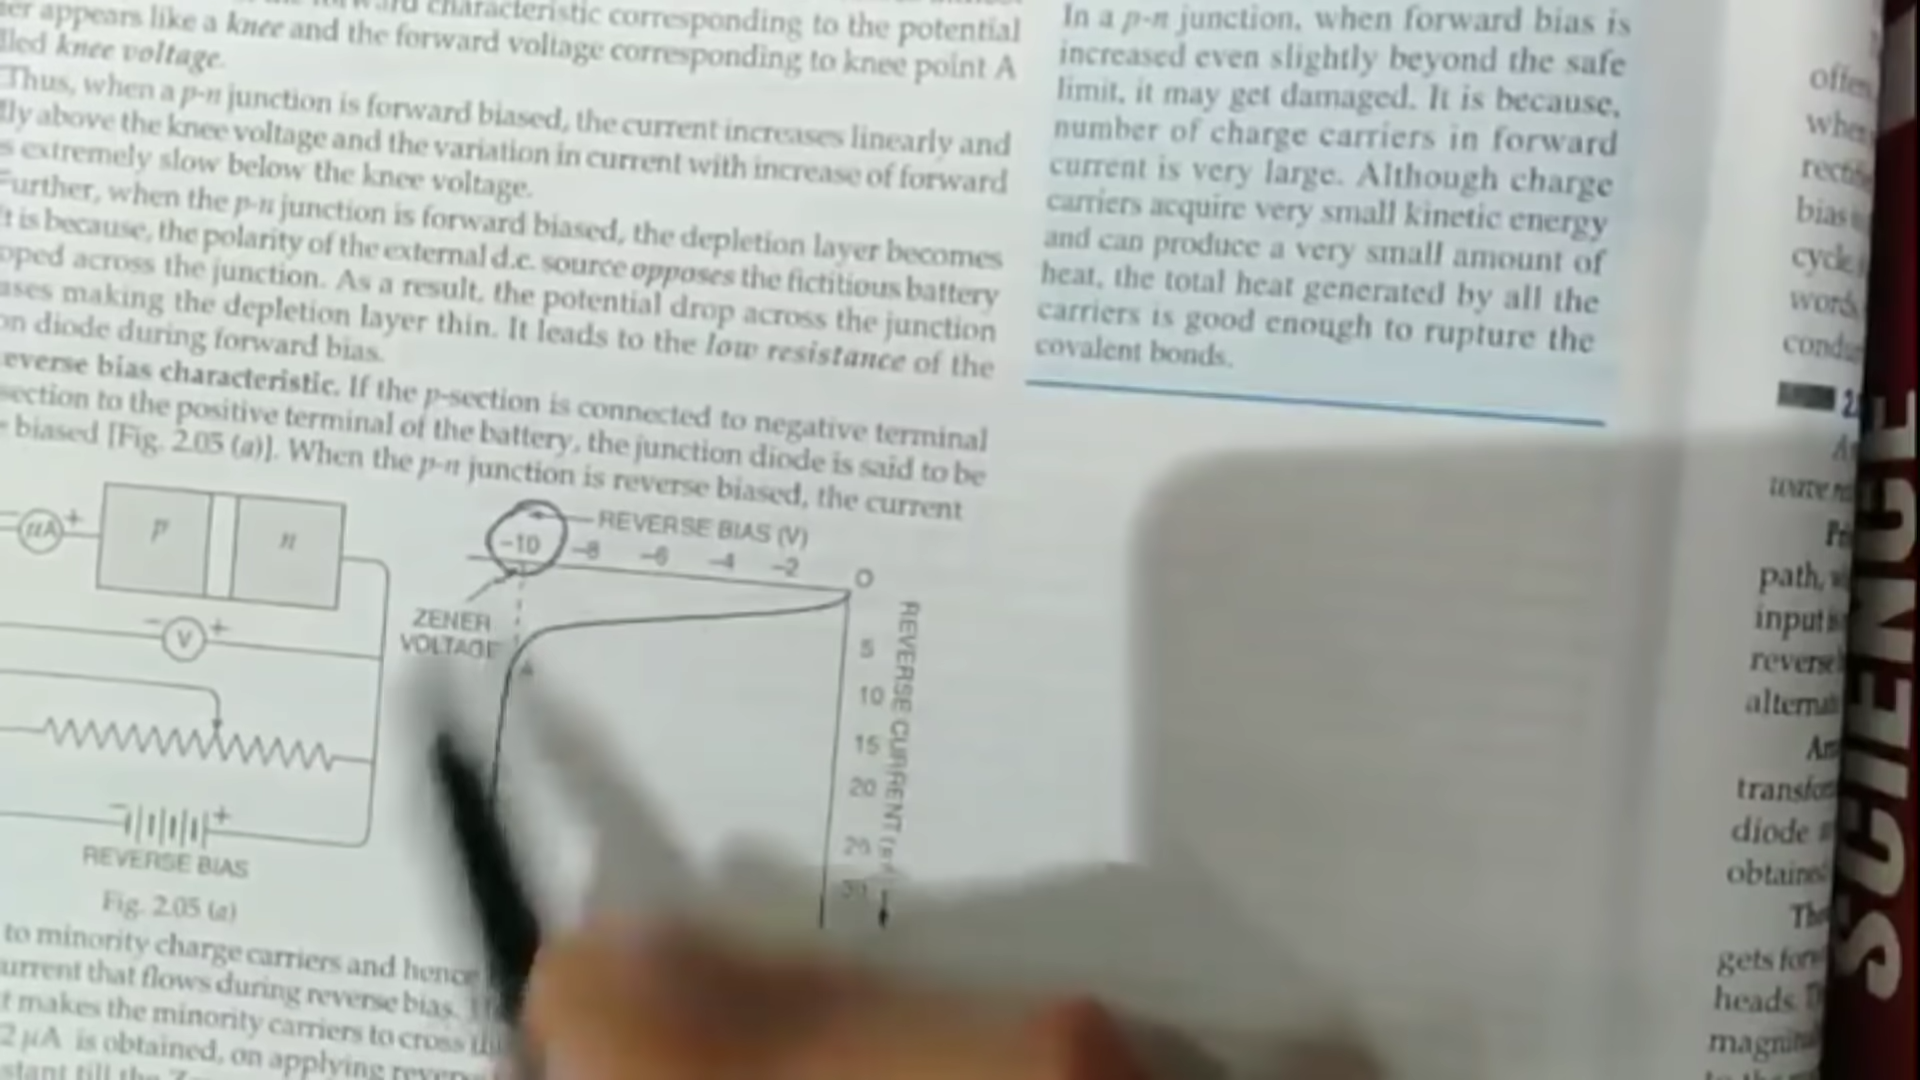 characteristic corresponding to the potential
appears like a knee and the forward voltage corresponding to knee point A
knee voltage.
Thus, when a p-n junction is forward biased, the current increases linearly and
above the knee voltage and the variation in current with increase of forward
s extremely slow below the knee voltage.
Further, when the p-n junction is forward biased, the depletion layer becomes
t is because, the polarity of the external d.c. source opposes the fictitious battery
oped across the junction. As a result, the potential drop across the junction
ases making the depletion layer thin. It leads to the low resistance of the
on diode during forward bias.
everse bias characteristic. If the p-section is connected to negative terminal
section to the positive terminal of the battery, the junction diode is said to be
biased [Fig. 2.05 (a)]. When the p-n junction is reverse biased, the current
μA +
p
n
- V +
- +
REVERSE BIAS
Fig. 2.05 (a)
REVERSE BIAS (V)
-10 -8 -6 -4 -2 O
ZENER
VOLTAGE
A
5
10
15
20
25
30
REVERSE CURRENT
to minority charge carriers and hence
urrent that flows during reverse bias.
t makes the minority carriers to cross
2 μA is obtained, on applying
In a p-n junction, when forward bias is
increased even slightly beyond the safe
limit, it may get damaged. It is because,
number of charge carriers in forward
current is very large. Although charge
carriers acquire very small kinetic energy
and can produce a very small amount of
heat, the total heat generated by all the
carriers is good enough to rupture the
covalent bonds.
path,
input
reverse
diode
gets
heads.
SCIENCE